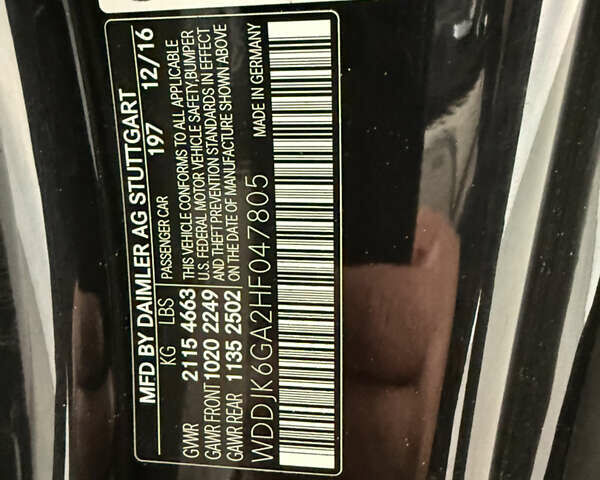 MFD BY DAIMLER AG STUTTGART
197 12/16
KG LBS PASSENGER CAR
GVWR 2115 4663
GAWR FRONT 1020 2249
GAWR REAR 1135 2502
THIS VEHICLE CONFORMS TO ALL APPLICABLE
U.S. FEDERAL MOTOR VEHICLE SAFETY, BUMPER
AND THEFT PREVENTION STANDARDS IN EFFECT
ON THE DATE OF MANUFACTURE SHOWN ABOVE
WDDJK6GA2HF047805 MADE IN GERMANY